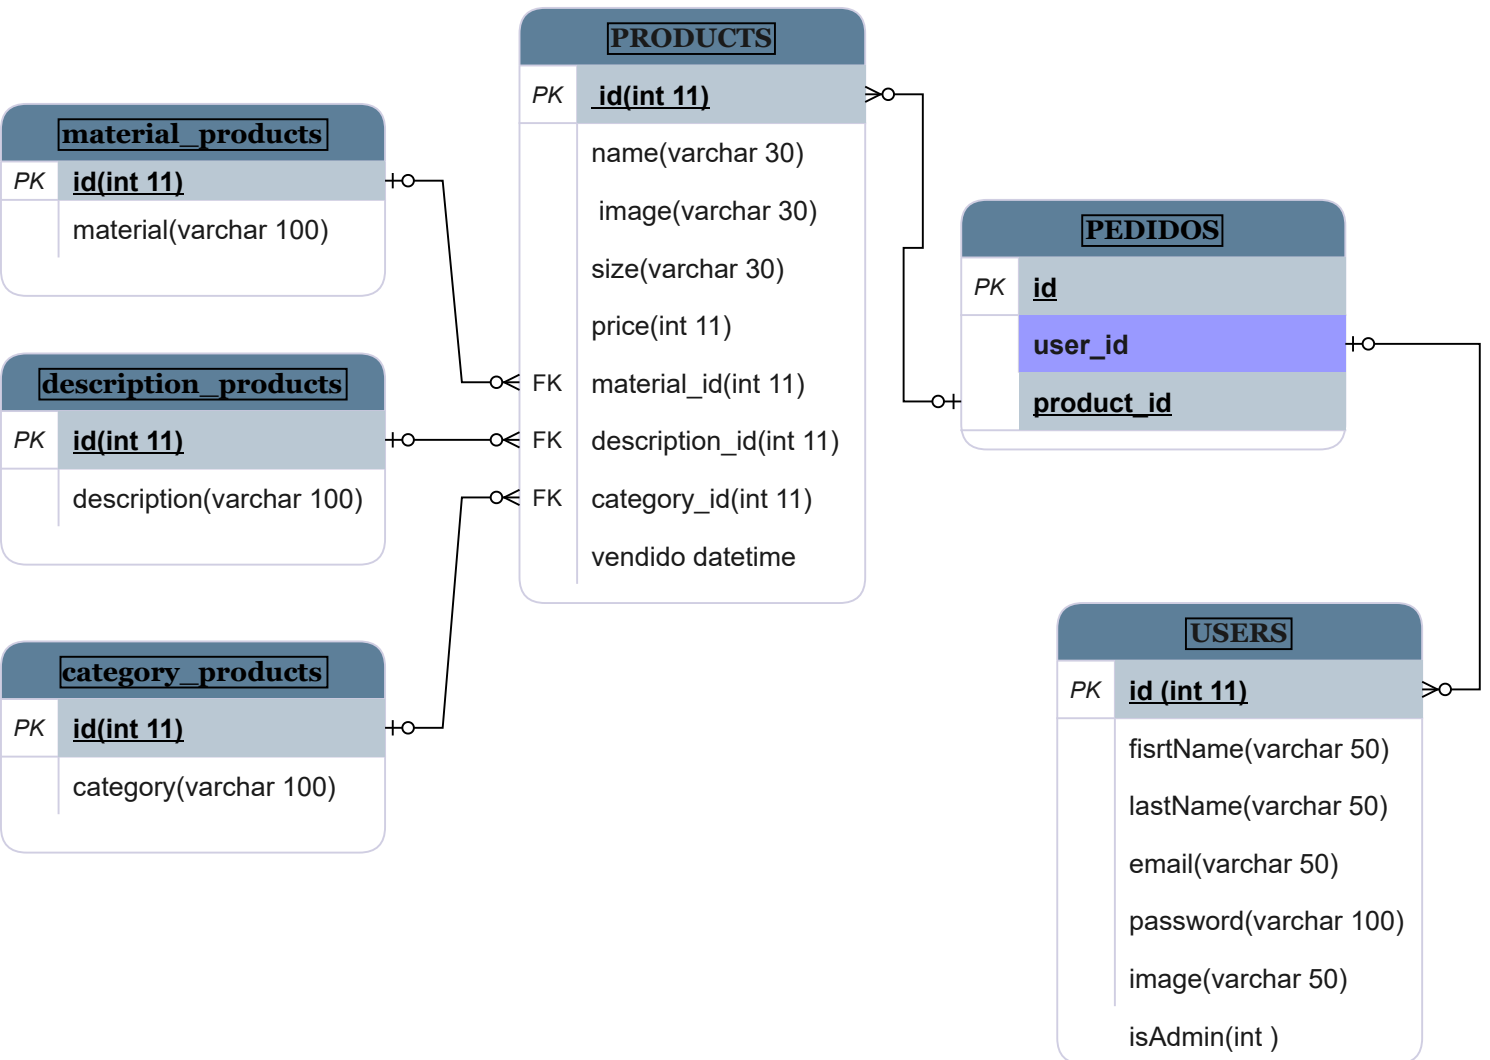 PRODUCTS
PK id(int 11)
name(varchar 30)
image(varchar 30)
size(varchar 30)
price(int 11)
FK material_id(int 11)
FK description_id(int 11)
FK category_id(int 11)
vendido datetime
material_products
PK id(int 11)
material(varchar 100)
description_products
PK id(int 11)
description(varchar 100)
category_products
PK id(int 11)
category(varchar 100)
PEDIDOS
PK id
user_id
product_id
USERS
PK id (int 11)
fisrtName(varchar 50)
lastName(varchar 50)
email(varchar 50)
password(varchar 100)
image(varchar 50)
isAdmin(int )